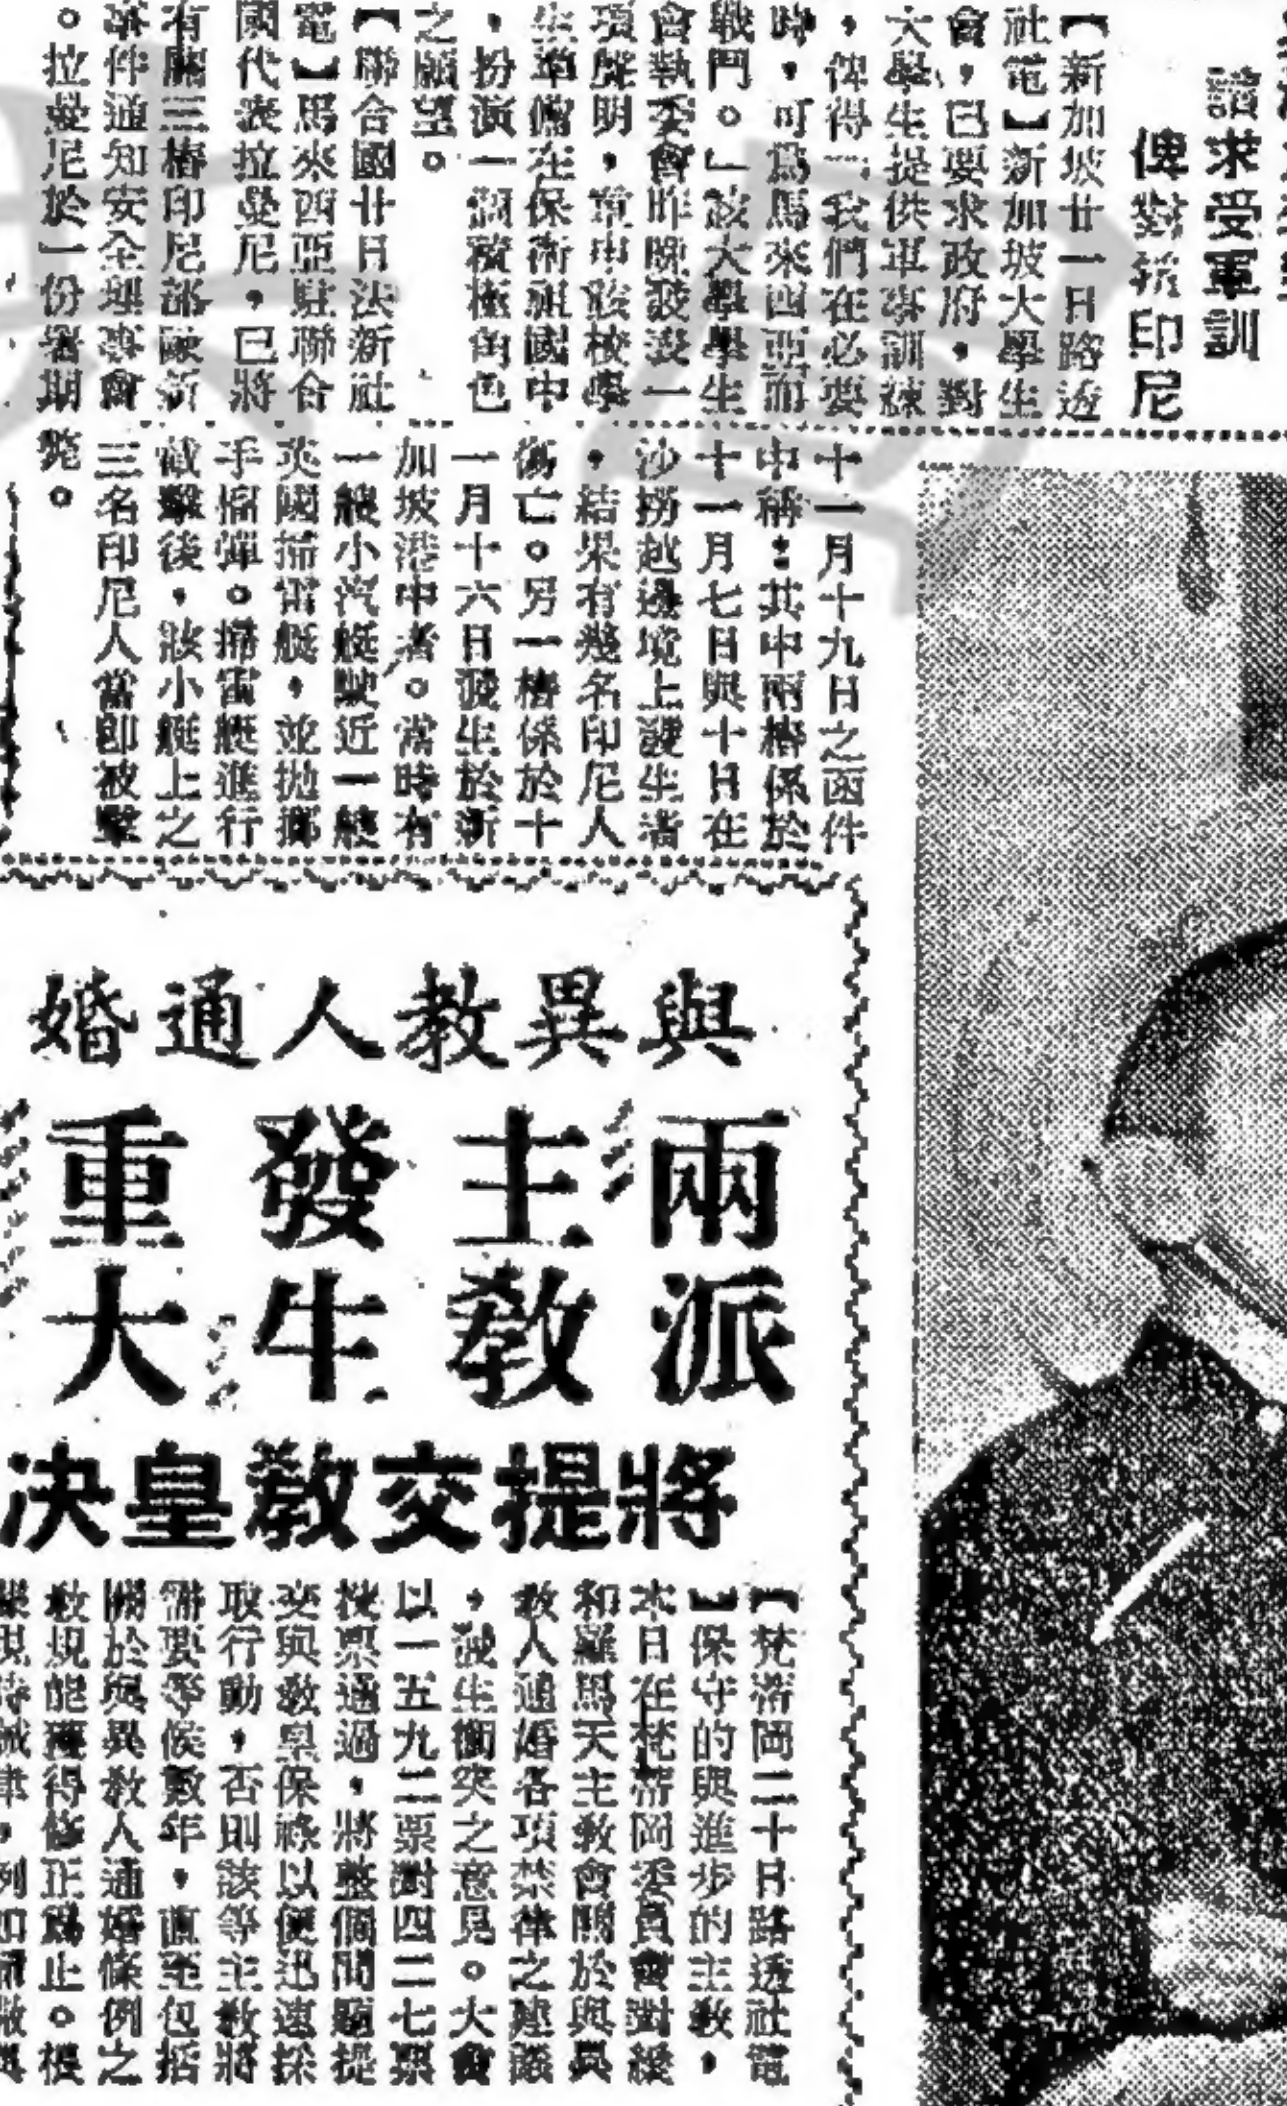 請求受軍訓
俾對抗印尼
【新加坡廿一日路透
社電】新加坡大學生
會，已要求政府，對
大學生提供軍事訓練
，俾得「我們在必要
時，可爲馬來西亞而
戰鬥。」該大學學生
會執委會昨晚發表一
項聲明，重申該校學
生準備在保衛祖國中
，扮演一個積極角色
之願望。
【聯合國廿日法新社
電】馬來西亞駐聯合
國代表拉曼尼，已將
有關三樁印尼部隊新
事件通知安全理事會
。拉曼尼於一份署期
十一月十九日之函件
中稱：其中兩樁係於
十一月七日與十日在
沙撈越邊境上發生者
，結果有幾名印尼人
傷亡。另一樁係於十
一月十六日發生於新
加坡港中者。當時有
一艘小汽艇駛近一艘
英國掃雷艇，並拋擲
手榴彈。掃雷艇進行
截擊後，該小艇上之
三名印尼人當即被擊
斃。
與異教人通婚
兩派
主教
發生
重大
將提交教皇決
【梵蒂岡二十日路透社電
】保守的與進步的主教，
本日在梵蒂岡委員會對緩
和羅馬天主教會關於與異
教人通婚各項禁律之建議
，誕生衝突之意見。大會
以一五九二票對四二七票
投票通過，將整個問題提
交與教皇保祿以便迅速採
取行動，否則該等主教將
需要等候數年，直至包括
關於與異教人通婚條例之
教規能獲得修正爲止。根